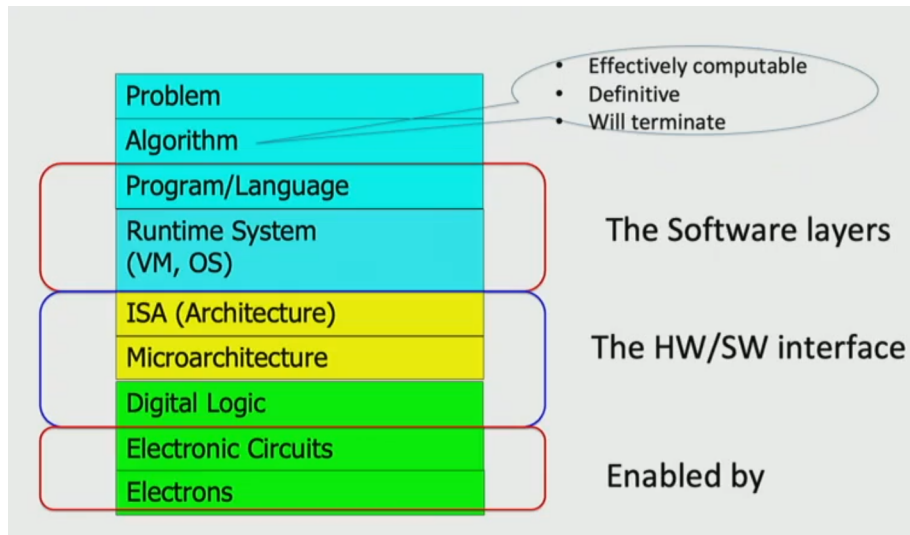 Problem
Algorithm
Program/Language
Runtime System
(VM, OS)
ISA (Architecture)
Microarchitecture
Digital Logic
Electronic Circuits
Electrons
• Effectively computable
• Definitive
• Will terminate
The Software layers
The HW/SW interface
Enabled by